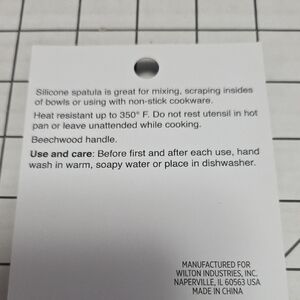 Silicone spatula is great for mixing, scraping insides
of bowls or using with non-stick cookware.
Heat resistant up to 350° F. Do not rest utensil in hot
pan or leave unattended while cooking.
Beechwood handle.
Use and care: Before first and after each use, hand
wash in warm, soapy water or place in dishwasher.
MANUFACTURED FOR
WILTON INDUSTRIES, INC.
NAPERVILLE, IL 60563 USA
MADE IN CHINA